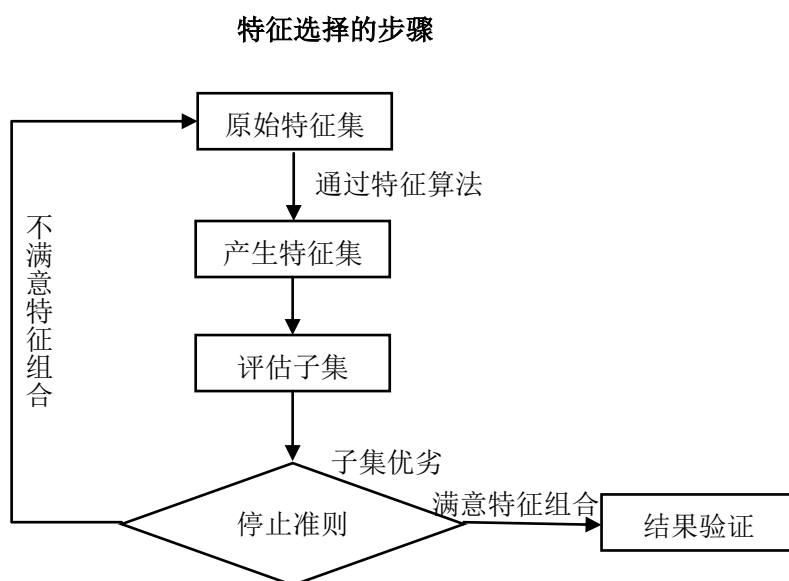 特征选择的步骤
原始特征集
通过特征算法
产生特征集
不满意特征组合
评估子集
子集优劣
满意特征组合
停止准则
结果验证